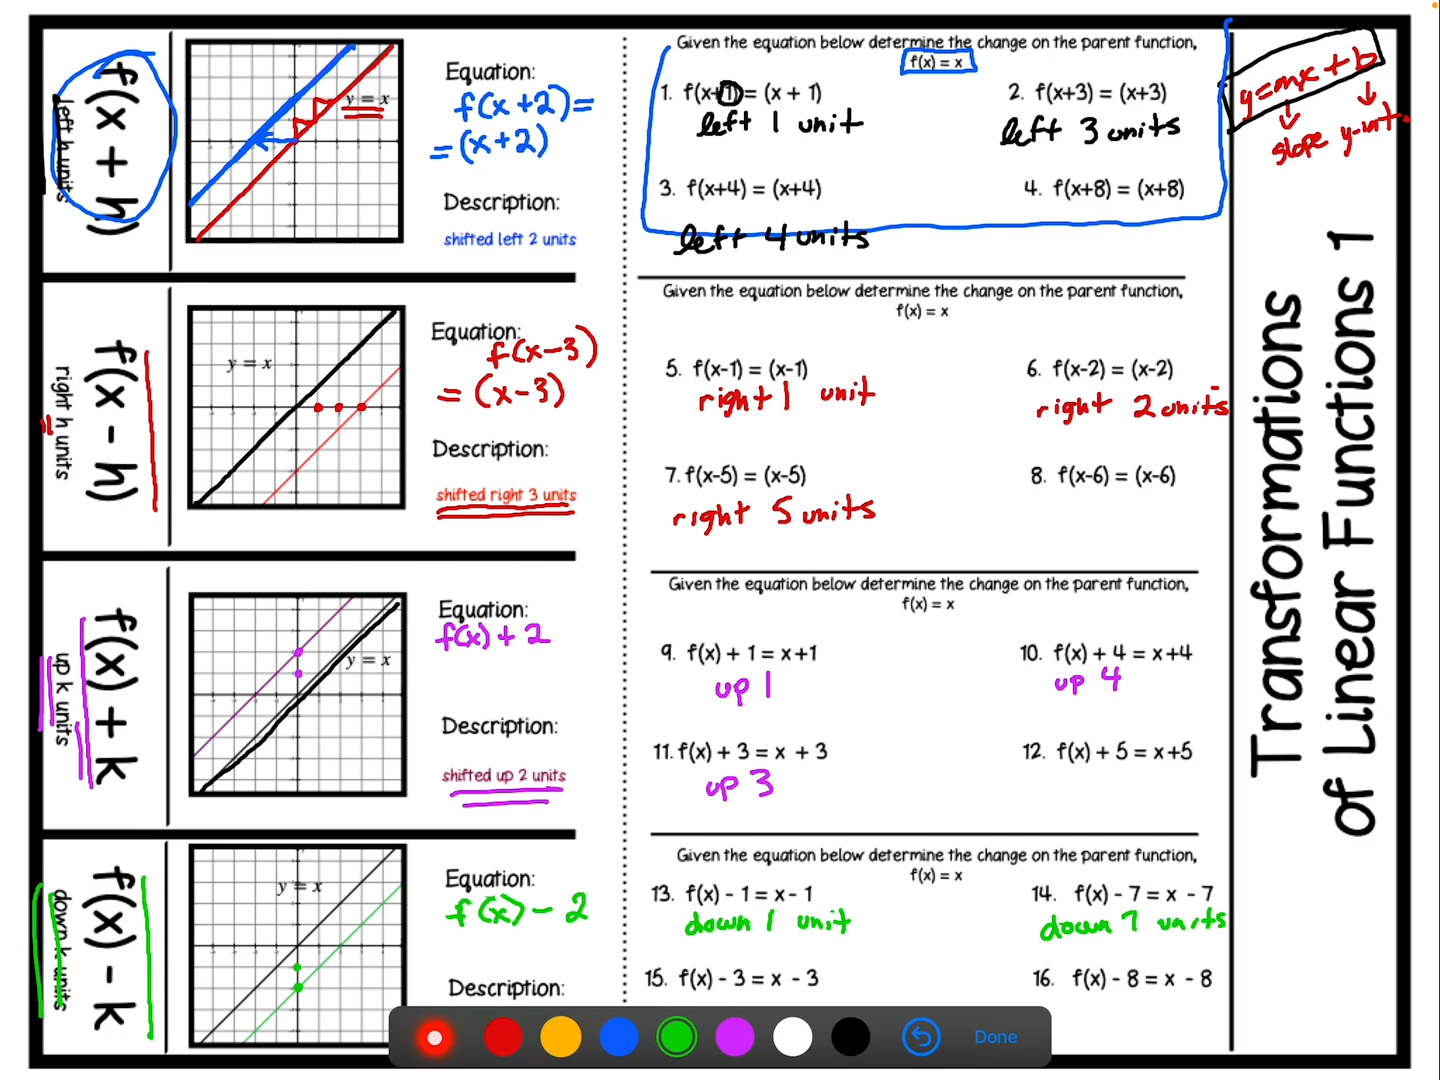 f(x + h)
left h units
y = x
Equation:
f(x+2)=
=(x+2)
Description:
shifted left 2 units
Given the equation below determine the change on the parent function,
f(x) = x
1. f(x+1) = (x + 1)
left 1 unit
2. f(x+3) = (x+3)
left 3 units
3. f(x+4) = (x+4)
left 4 units
4. f(x+8) = (x+8)
y=mx+b
slope y-int.
f(x - h)
right h units
y = x
Equation:
f(x-3)
= (x-3)
Description:
shifted right 3 units
Given the equation below determine the change on the parent function,
f(x) = x
5. f(x-1) = (x-1)
right 1 unit
6. f(x-2) = (x-2)
right 2 units
7. f(x-5) = (x-5)
right 5 units
8. f(x-6) = (x-6)
f(x) + k
up k units
y = x
Equation:
f(x)+2
Description:
shifted up 2 units
Given the equation below determine the change on the parent function,
f(x) = x
9. f(x) + 1 = x+1
up 1
10. f(x) + 4 = x+4
up 4
11. f(x) + 3 = x + 3
up 3
12. f(x) + 5 = x+5
f(x) - k
down k units
y = x
Equation:
f(x) - 2
Description:
Given the equation below determine the change on the parent function,
f(x) = x
13. f(x) - 1 = x - 1
down 1 unit
14. f(x) - 7 = x - 7
down 7 units
15. f(x) - 3 = x - 3
16. f(x) - 8 = x - 8
Transformations
of Linear Functions 1
Done